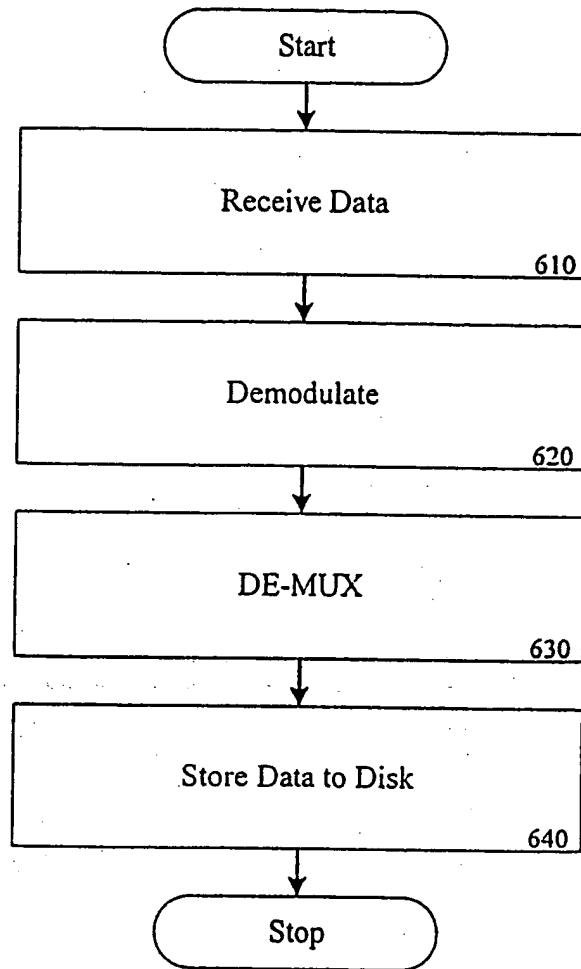 Start
Receive Data
610
Demodulate
620
DE-MUX
630
Store Data to Disk
640
Stop